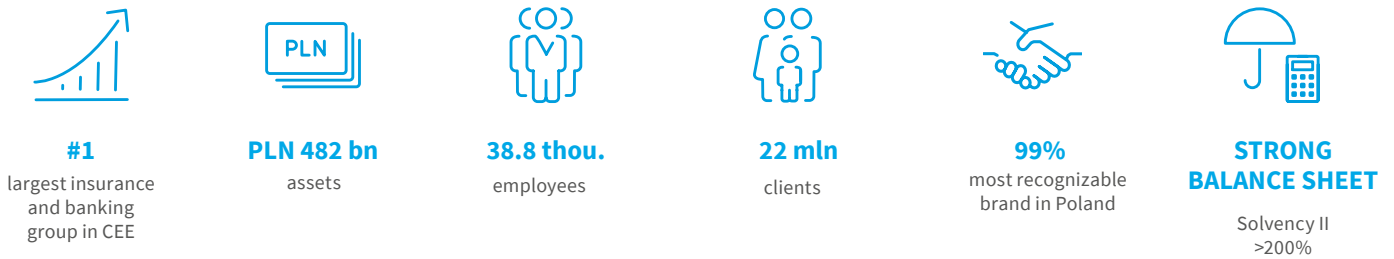 PLN
#1
largest insurance
and banking
group in CEE
PLN 482 bn
assets
38.8 thou.
employees
22 mln
clients
99%
most recognizable
brand in Poland
STRONG
BALANCE SHEET
Solvency II
>200%